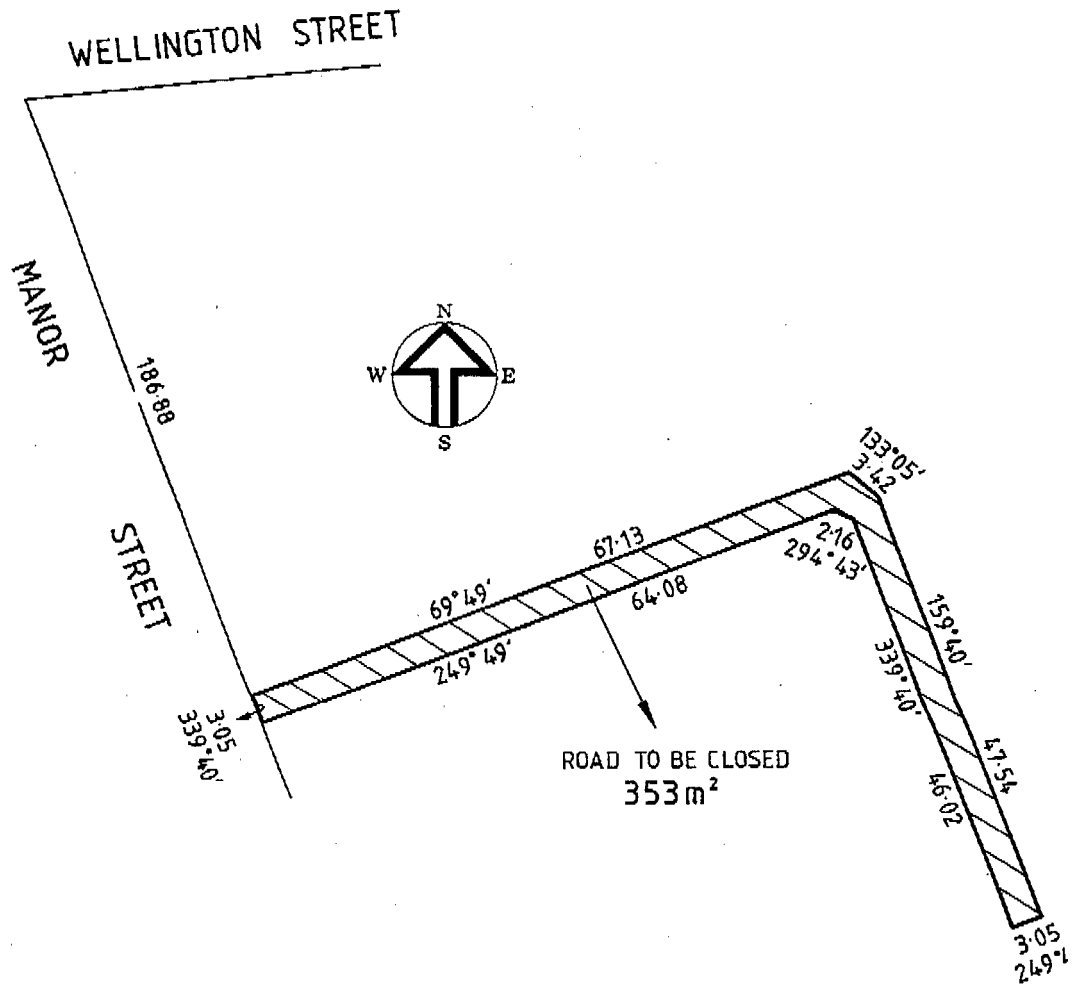 WELLINGTON STREET
MANOR
186·88
STREET
N
W E
S
133°05'
3·42
67·13
2·16
294°43'
69°49'
64·08
249°49'
159°40'
339°40'
3·05
339°40'
ROAD TO BE CLOSED
353m²
47·54
46·02
3·05